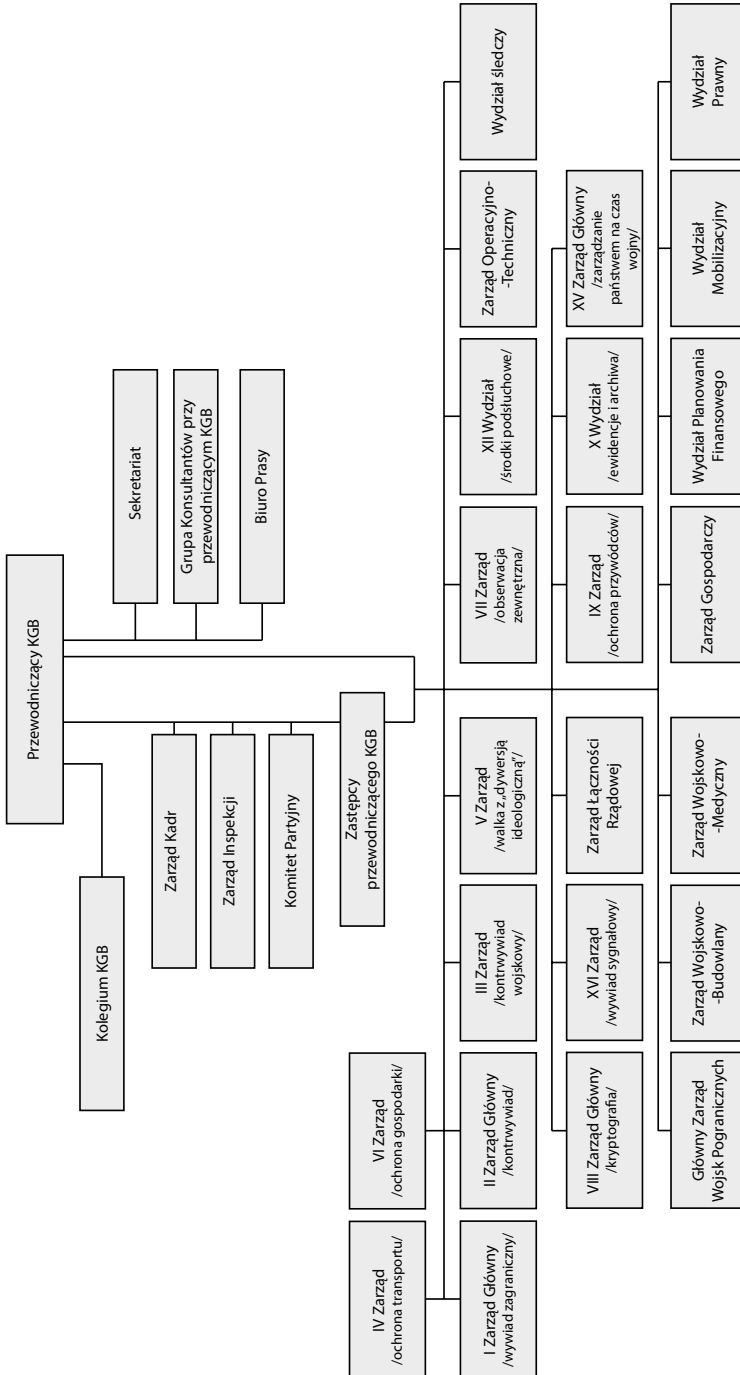 Przewodniczący KGB
Kolegium KGB
Sekretariat
Grupa Konsultantów przy
przewodniczącym KGB
Biuro Prasy
Zarząd Kadr
Zarząd Inspekcji
Komitet Partyjny
Zastępcy
przewodniczącego KGB
IV Zarząd
/ochrona transportu/
VI Zarząd
/ochrona gospodarki/
I Zarząd Główny
/wywiad zagraniczny/
II Zarząd Główny
/kontrwywiad/
III Zarząd
/kontrwywiad
wojskowy/
V Zarząd
/walka z „dywersją
ideologiczną”/
VII Zarząd
/obserwacja
zewnętrzna/
XII Wydział
/środki podsłuchowe/
Zarząd Operacyjno-
-Techniczny
Wydział śledczy
VIII Zarząd Główny
/kryptografia/
XVI Zarząd
/wywiad sygnałowy/
Zarząd Łączności
Rządowej
IX Zarząd
/ochrona przywódców/
X Wydział
/ewidencje i archiwa/
XV Zarząd Główny
/zarządzanie
państwem na czas
wojny/
Główny Zarząd
Wojsk Pogranicznych
Zarząd Wojskowo-
-Budowlany
Zarząd Wojskowo-
-Medyczny
Zarząd Gospodarczy
Wydział Planowania
Finansowego
Wydział
Mobilizacyjny
Wydział
Prawny